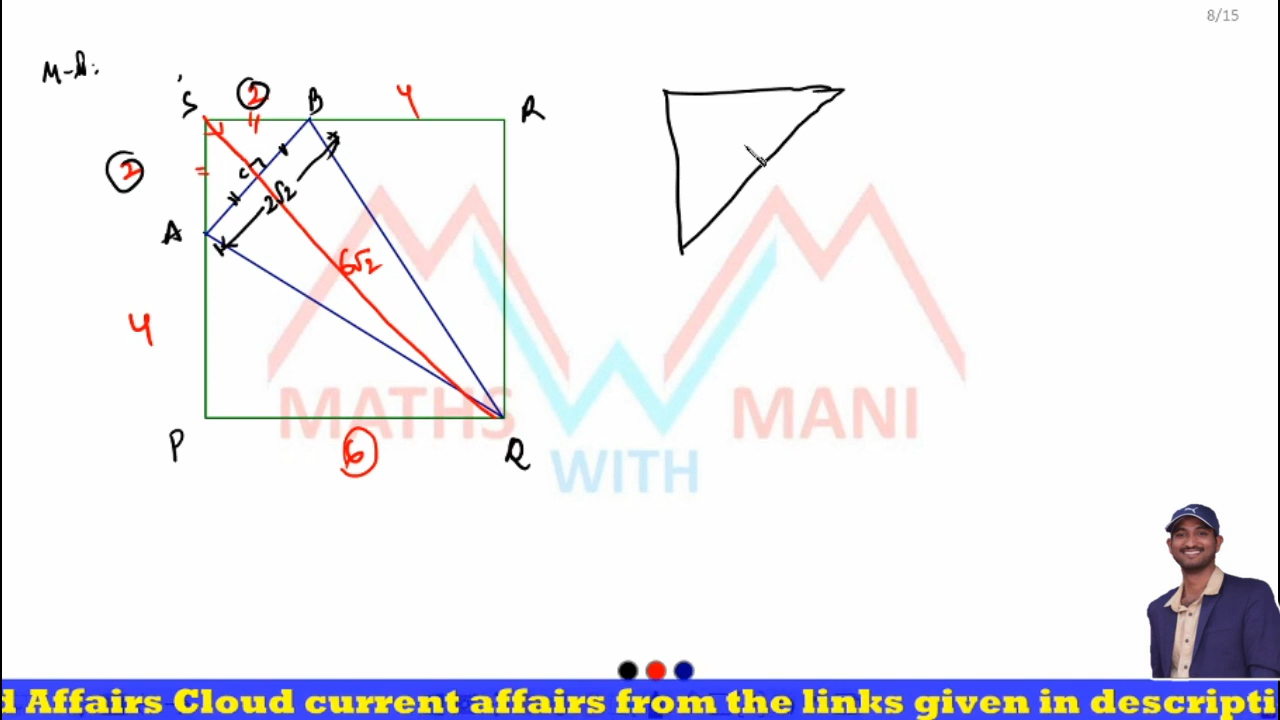 8/15
M-A:
S 2 B 4 R
"
2 =
C
2√2
A
6√2
4
MATHS WITH MANI
P 6 Q
d Affairs Cloud current affairs from the links given in descripti